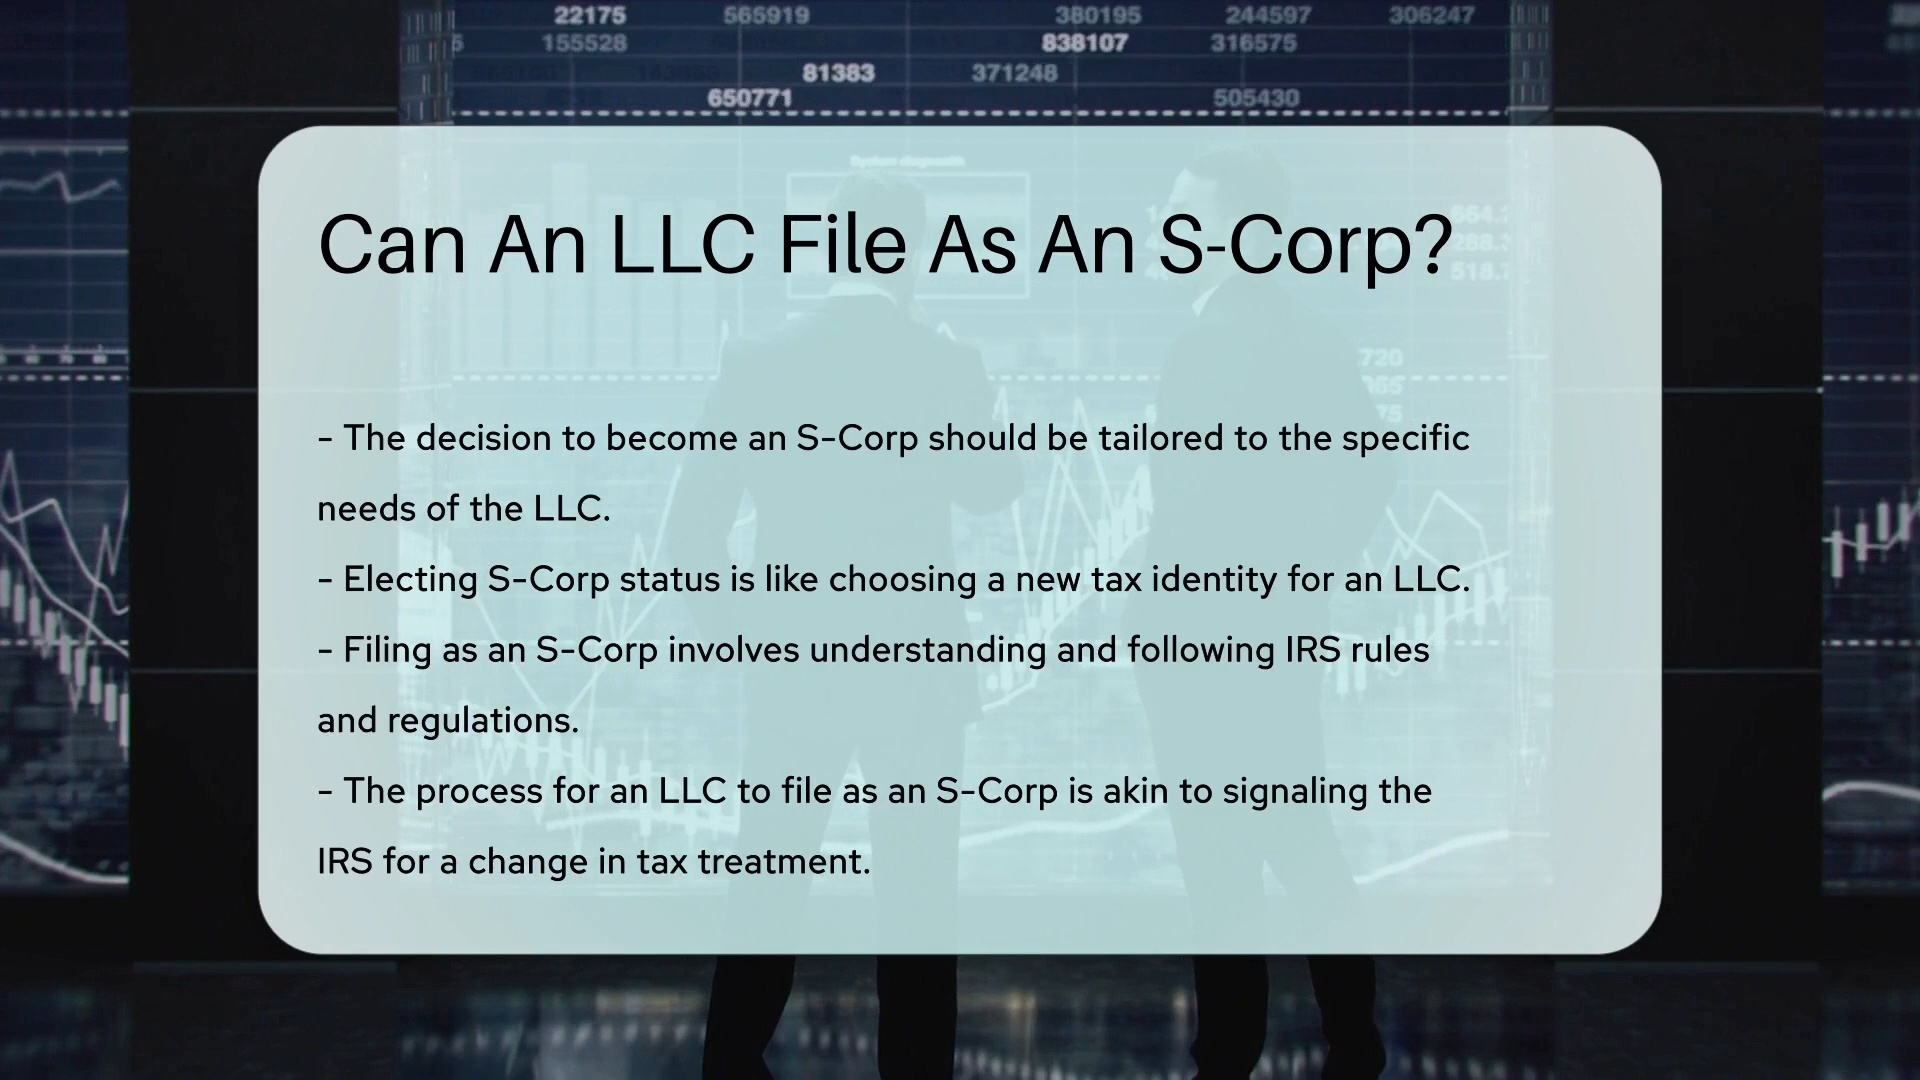 22175 565919 380195 244597 306247
155528 838107 316575
81383 371248
650771 505430
Can An LLC File As An S-Corp?
- The decision to become an S-Corp should be tailored to the specific
needs of the LLC.
- Electing S-Corp status is like choosing a new tax identity for an LLC.
- Filing as an S-Corp involves understanding and following IRS rules
and regulations.
- The process for an LLC to file as an S-Corp is akin to signaling the
IRS for a change in tax treatment.